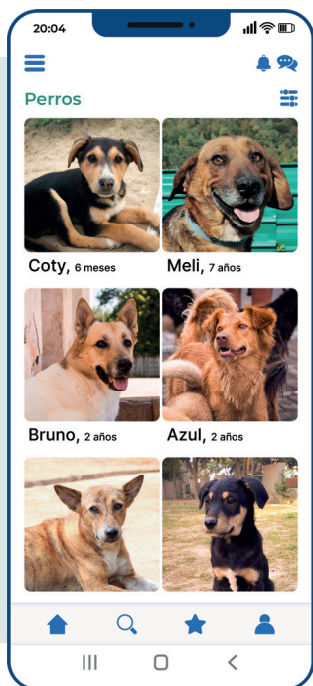 20:04
Perros
Coty, 6 meses
Meli, 7 años
Bruno, 2 años
Azul, 2 años